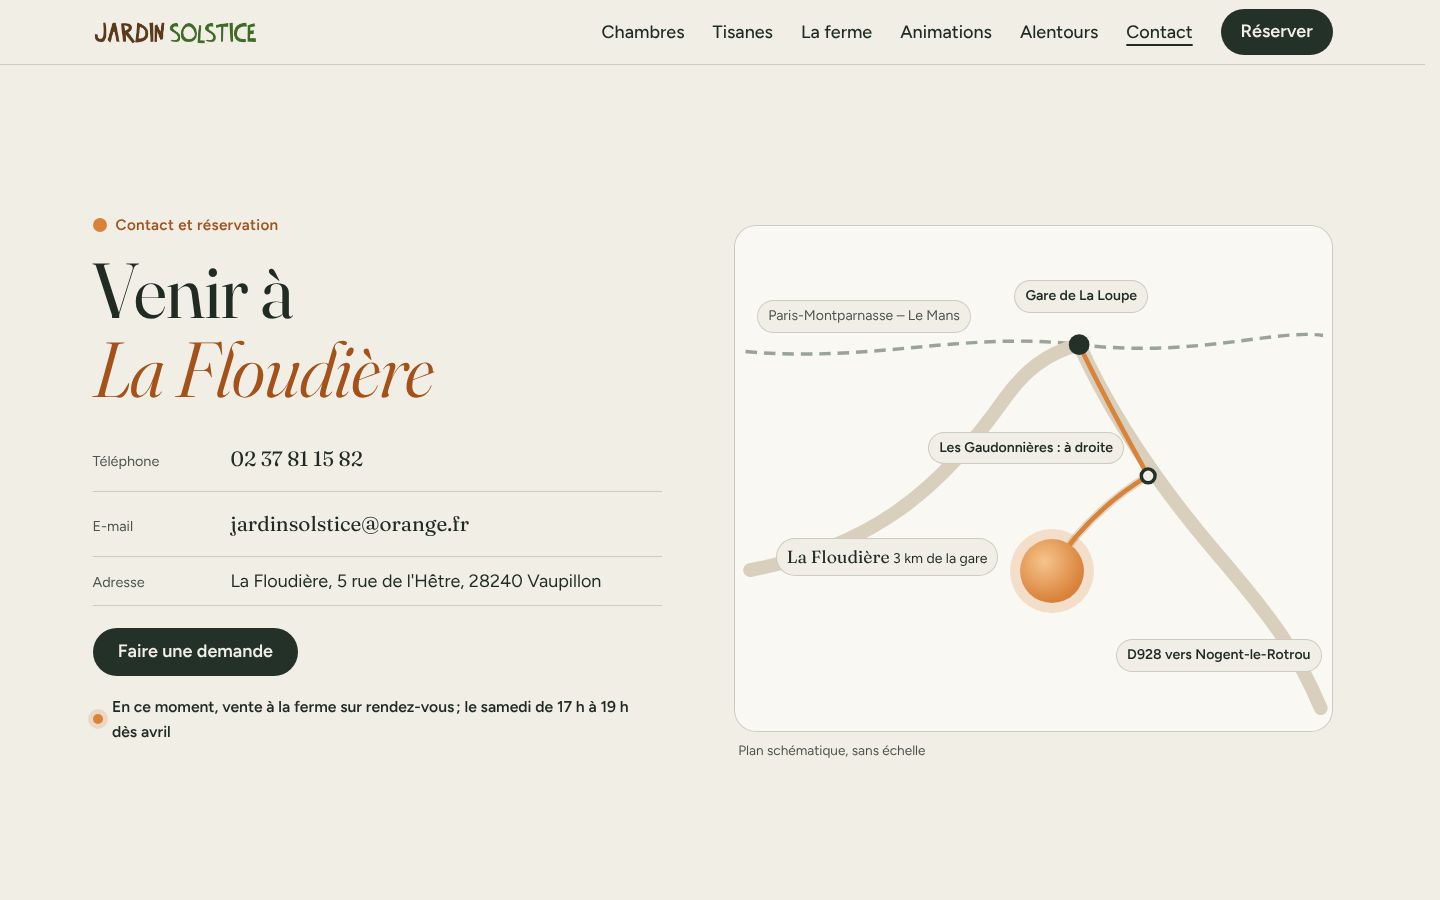 JARDIN SOLSTICE
Chambres
Tisanes
La ferme
Animations
Alentours
Contact
Réserver
Contact et réservation
Venir à
La Floudière
Téléphone
02 37 81 15 82
E-mail
jardinsolstice@orange.fr
Adresse
La Floudière, 5 rue de l'Hêtre, 28240 Vaupillon
Faire une demande
En ce moment, vente à la ferme sur rendez-vous ; le samedi de 17 h à 19 h
dès avril
Gare de La Loupe
Paris-Montparnasse – Le Mans
Les Gaudonnières : à droite
La Floudière 3 km de la gare
D928 vers Nogent-le-Rotrou
Plan schématique, sans échelle